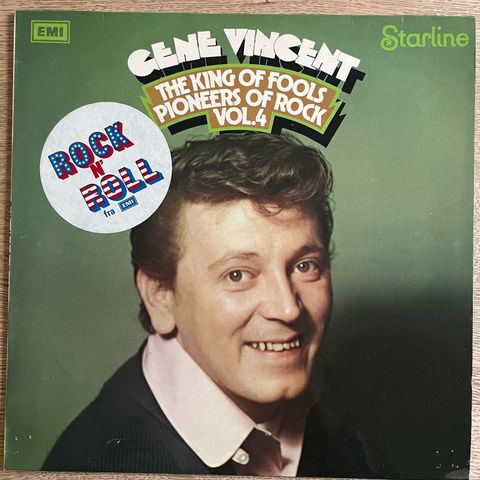 EMI
GENE VINCENT
Starline
THE KING OF FOOLS
PIONEERS OF ROCK
VOL.4
ROCK
N'
ROLL
fra EMI